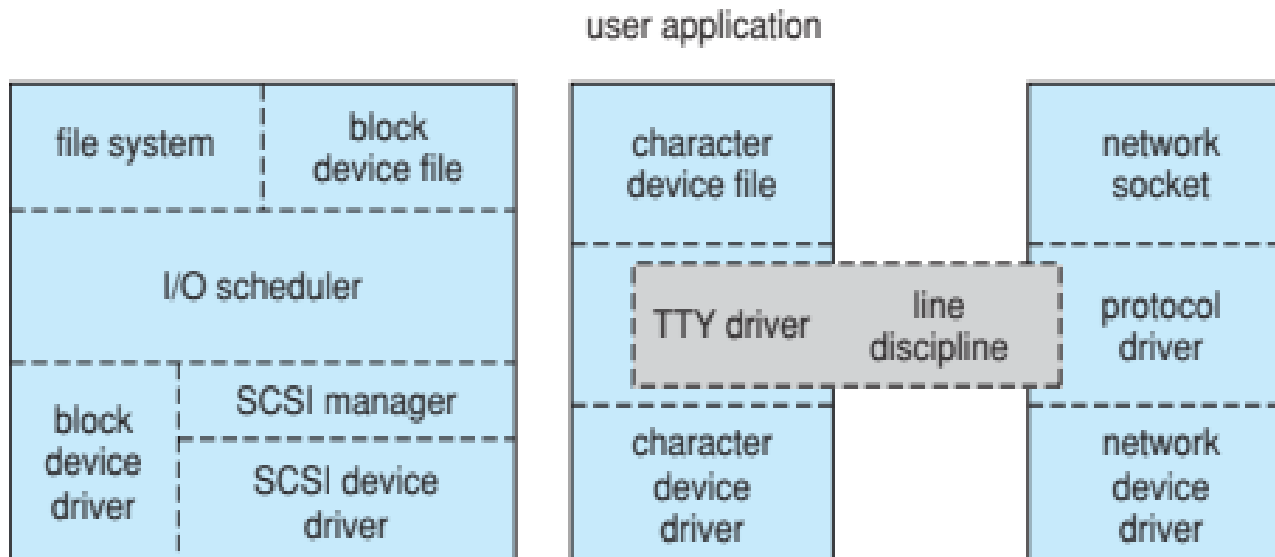 user application
file system
block
device file
character
device file
network
socket
I/O scheduler
TTY driver
line
discipline
protocol
driver
block
device
driver
SCSI manager
SCSI device
driver
character
device
driver
network
device
driver